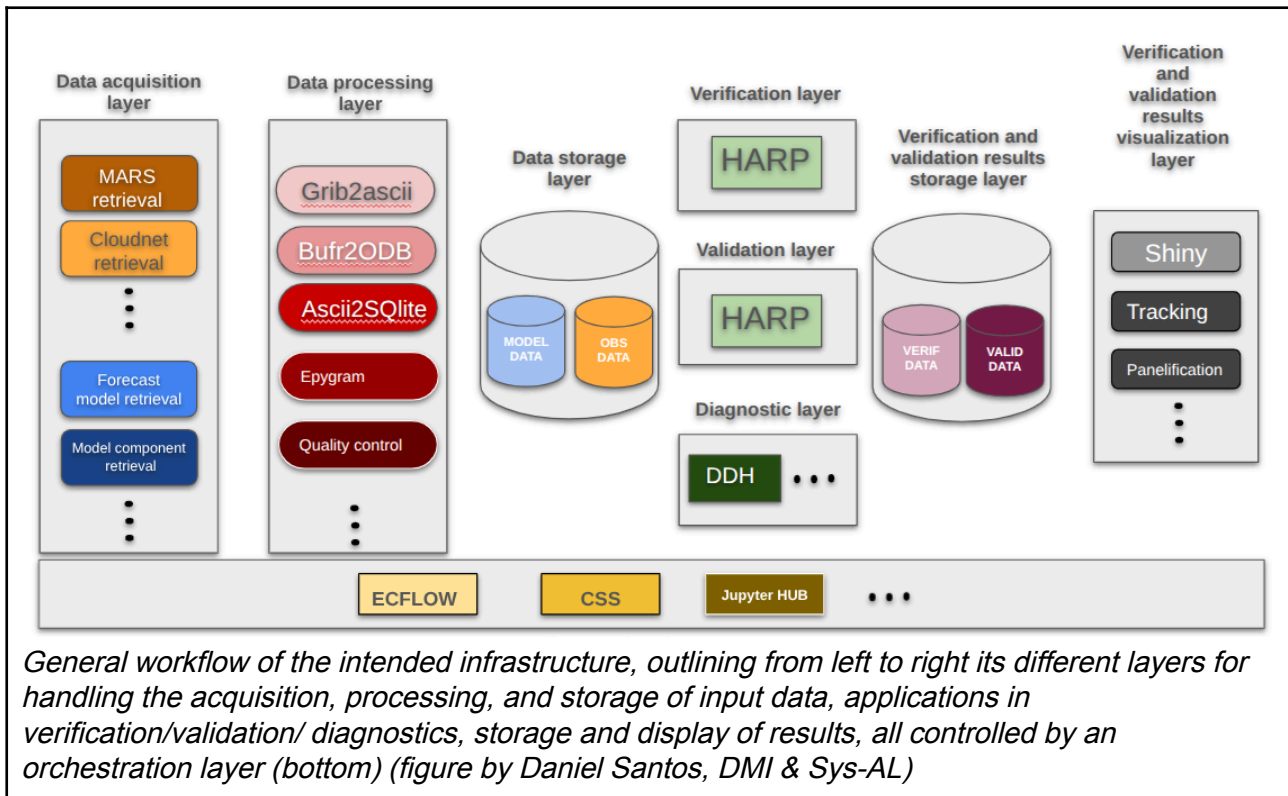 Data acquisition
layer
MARS
retrieval
Cloudnet
retrieval
Forecast
model retrieval
Model component
retrieval
Data processing
layer
Grib2ascii
Bufr2ODB
Ascii2SQlite
Epygram
Quality control
Data storage
layer
MODEL
DATA
OBS
DATA
Verification layer
HARP
Validation layer
HARP
Diagnostic layer
DDH
Verification and
validation results
storage layer
VERIF
DATA
VALID
DATA
Verification
and
validation
results
visualization
layer
Shiny
Tracking
Panelification
ECFLOW
CSS
Jupyter HUB
General workflow of the intended infrastructure, outlining from left to right its different layers for
handling the acquisition, processing, and storage of input data, applications in
verification/validation/ diagnostics, storage and display of results, all controlled by an
orchestration layer (bottom) (figure by Daniel Santos, DMI & Sys-AL)